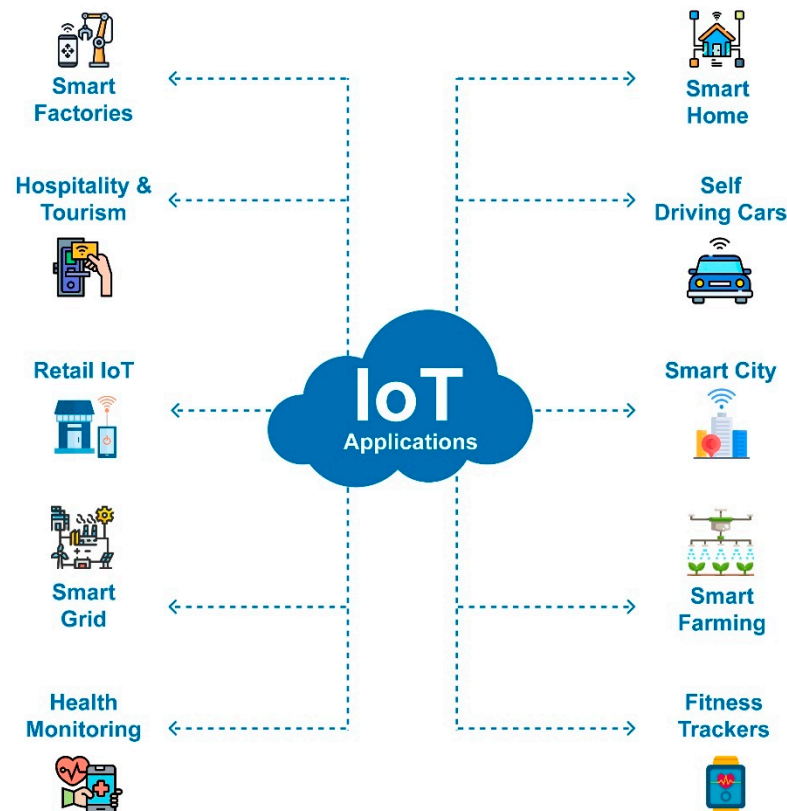 Smart
Factories
Smart
Home
Hospitality &
Tourism
Self
Driving Cars
Retail IoT
IoT
Applications
Smart City
Smart
Grid
Smart
Farming
Health
Monitoring
Fitness
Trackers